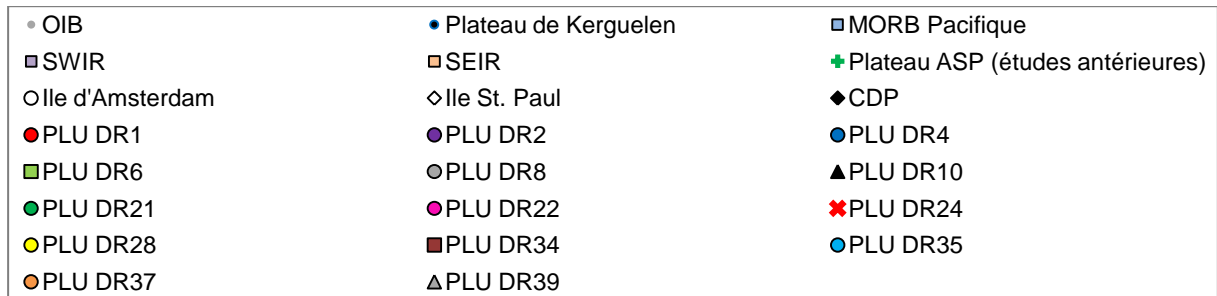 OIB Plateau de Kerguelen MORB Pacifique
SWIR SEIR Plateau ASP (études antérieures)
Ile d'Amsterdam Ile St. Paul CDP
PLU DR1 PLU DR2 PLU DR4
PLU DR6 PLU DR8 PLU DR10
PLU DR21 PLU DR22 PLU DR24
PLU DR28 PLU DR34 PLU DR35
PLU DR37 PLU DR39